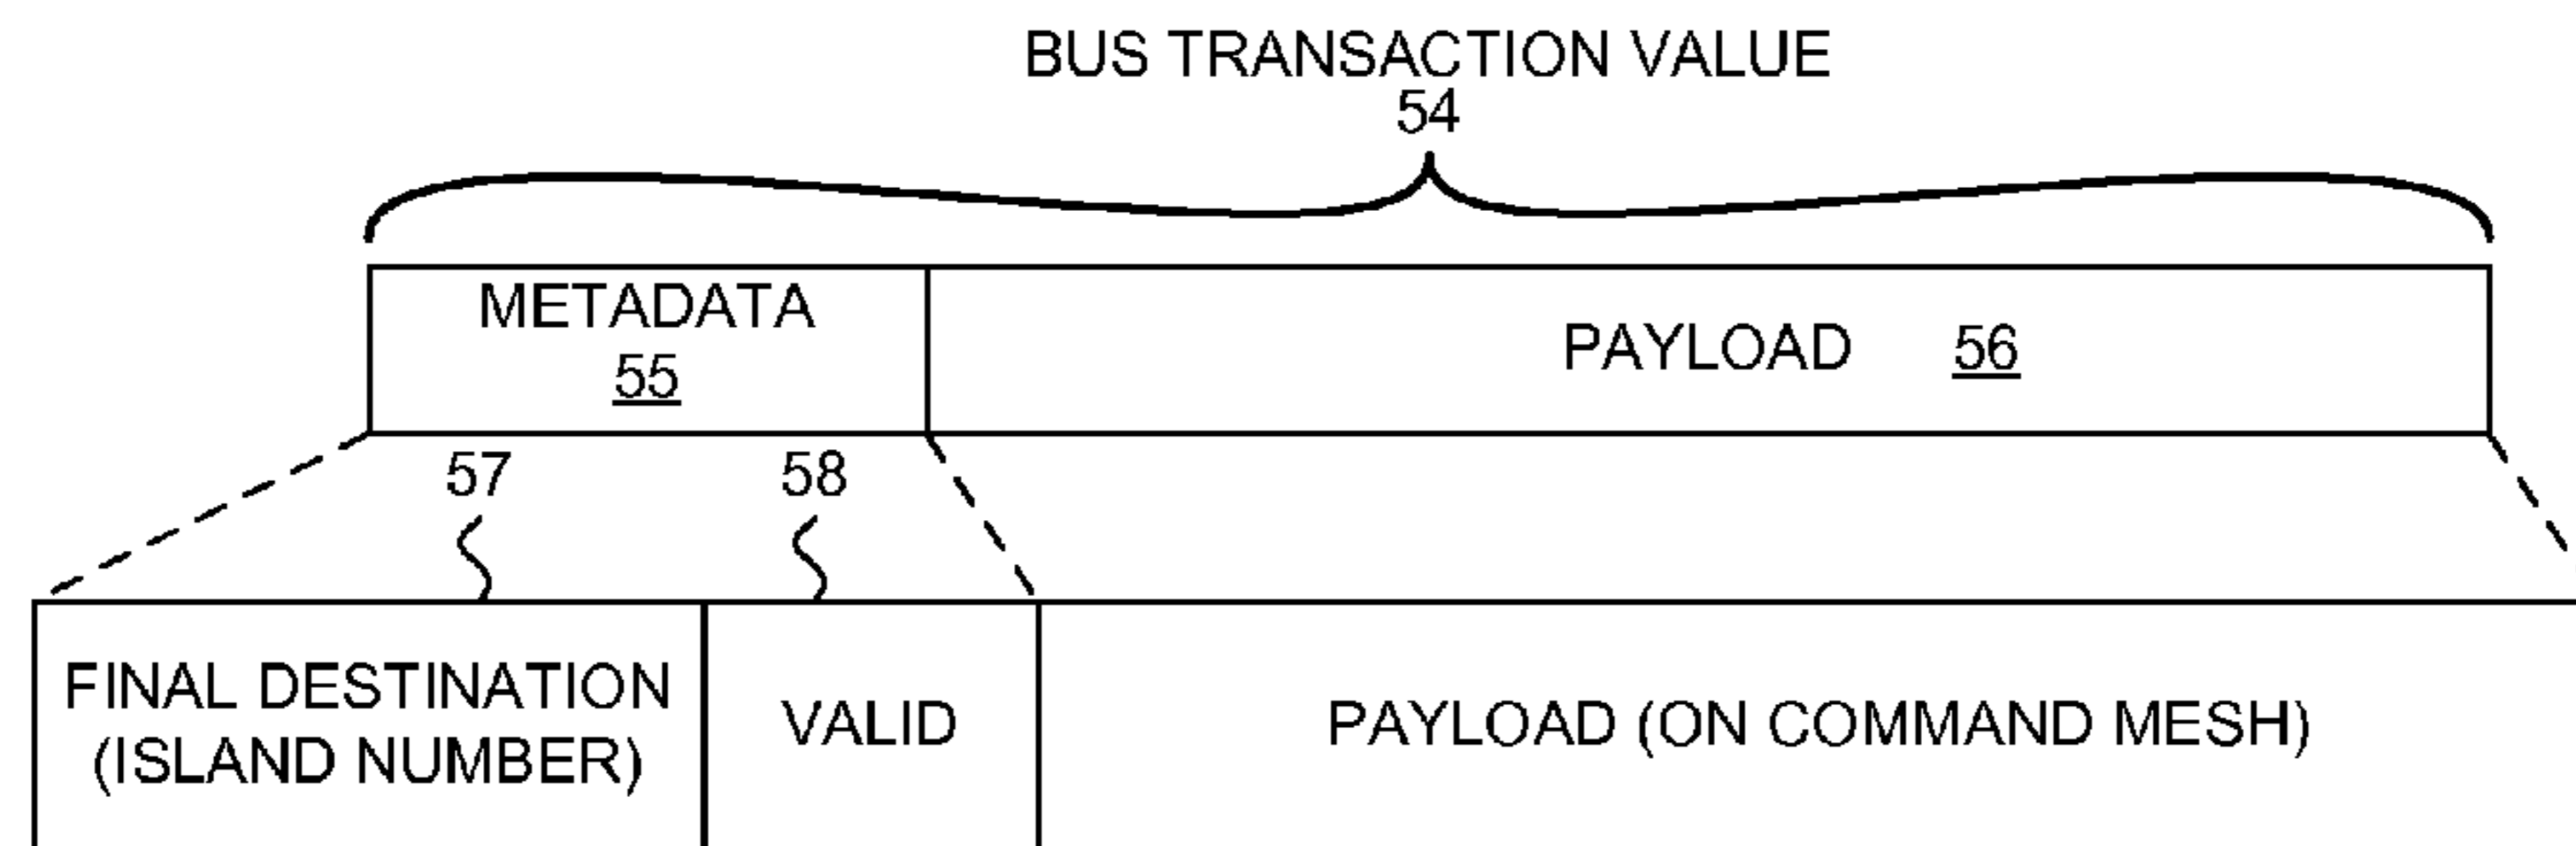 BUS TRANSACTION VALUE
54
METADATA
55
PAYLOAD 56
57 58
FINAL DESTINATION
(ISLAND NUMBER)
VALID
PAYLOAD (ON COMMAND MESH)